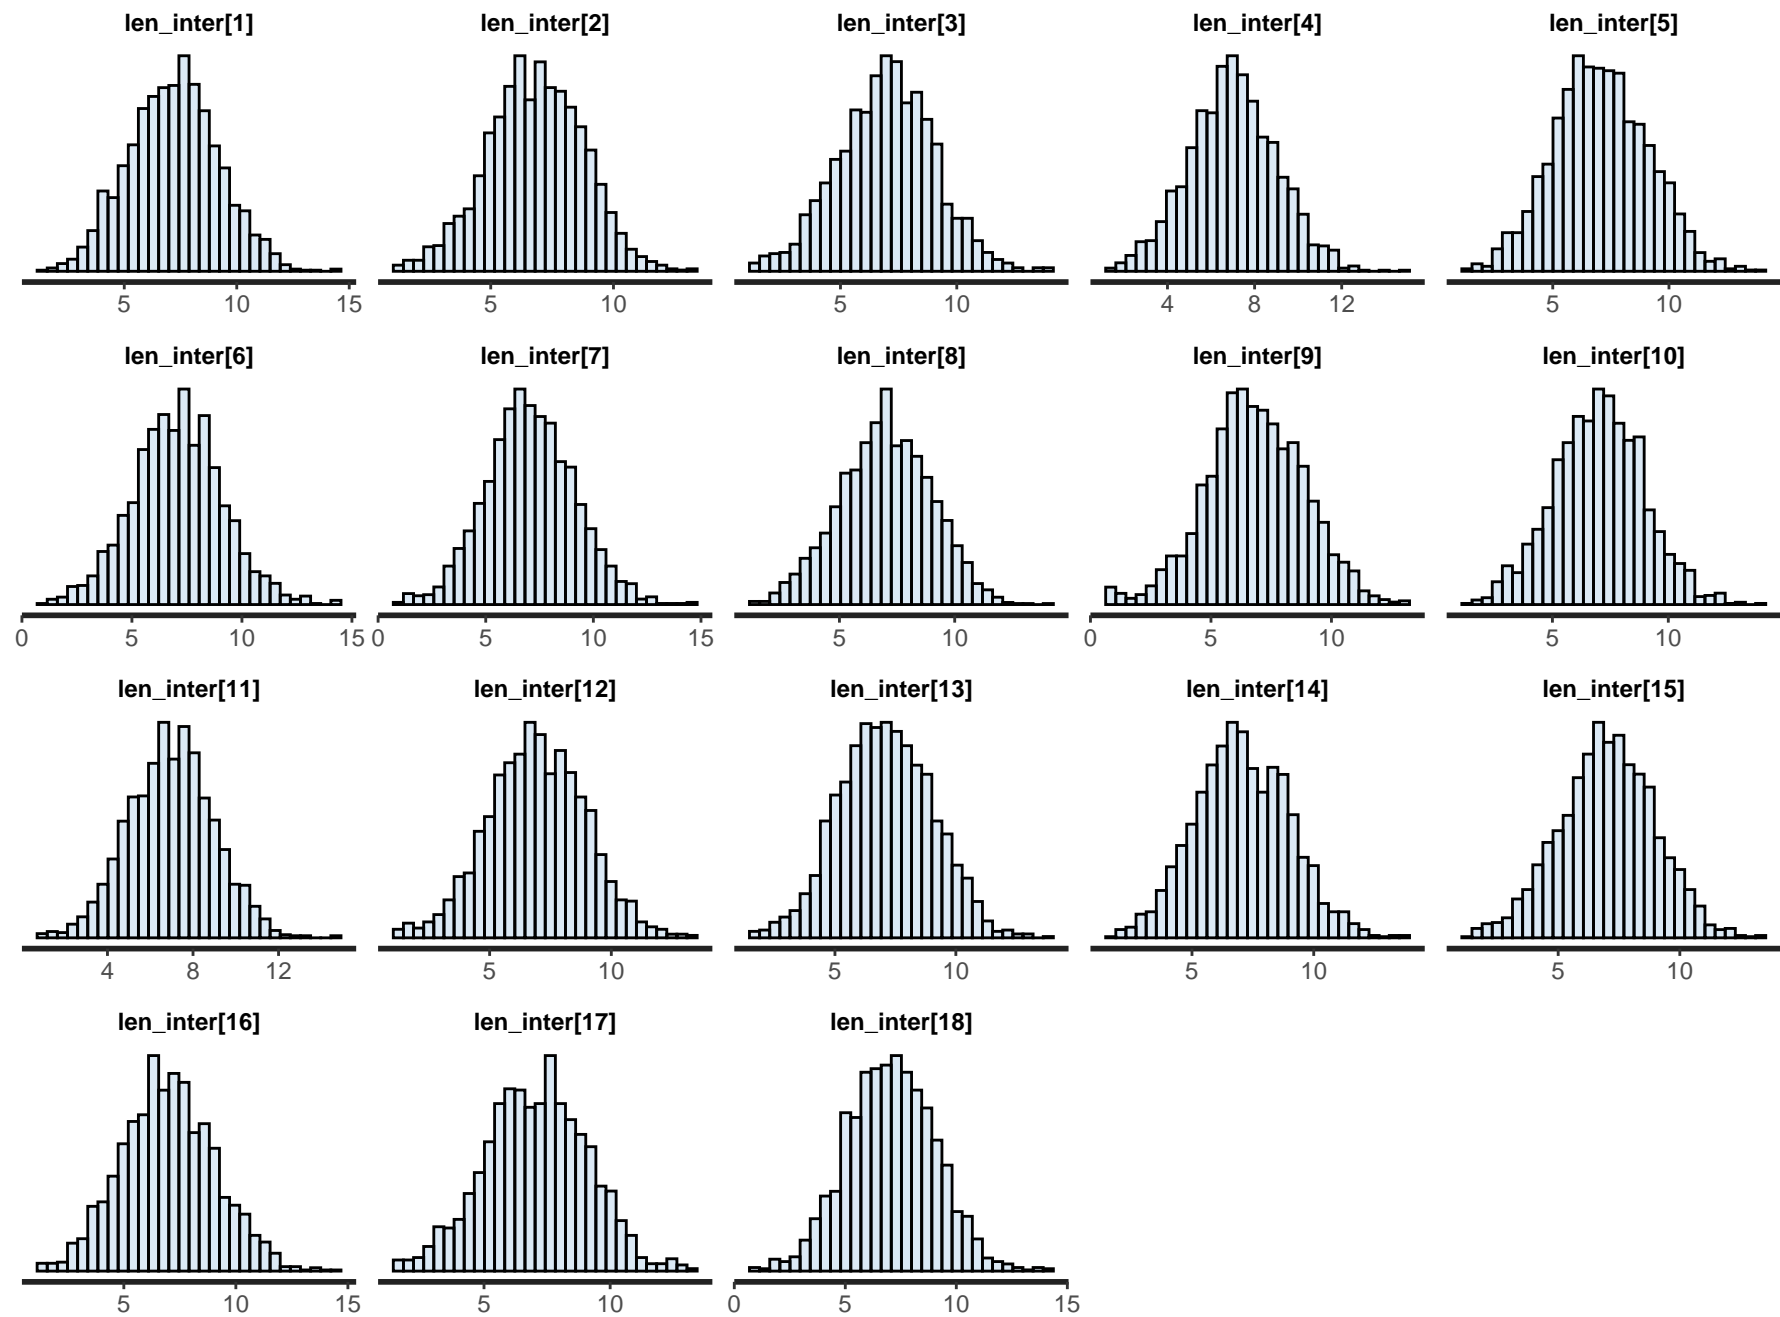 len_inter[1] len_inter[2] len_inter[3] len_inter[4] len_inter[5]
5 10 15 5 10 5 10 4 8 12 5 10
len_inter[6] len_inter[7] len_inter[8] len_inter[9] len_inter[10]
0 5 10 15 0 5 10 15 5 10 0 5 10 5 10
len_inter[11] len_inter[12] len_inter[13] len_inter[14] len_inter[15]
4 8 12 5 10 5 10 5 10 5 10
len_inter[16] len_inter[17] len_inter[18]
5 10 15 5 10 0 5 10 15